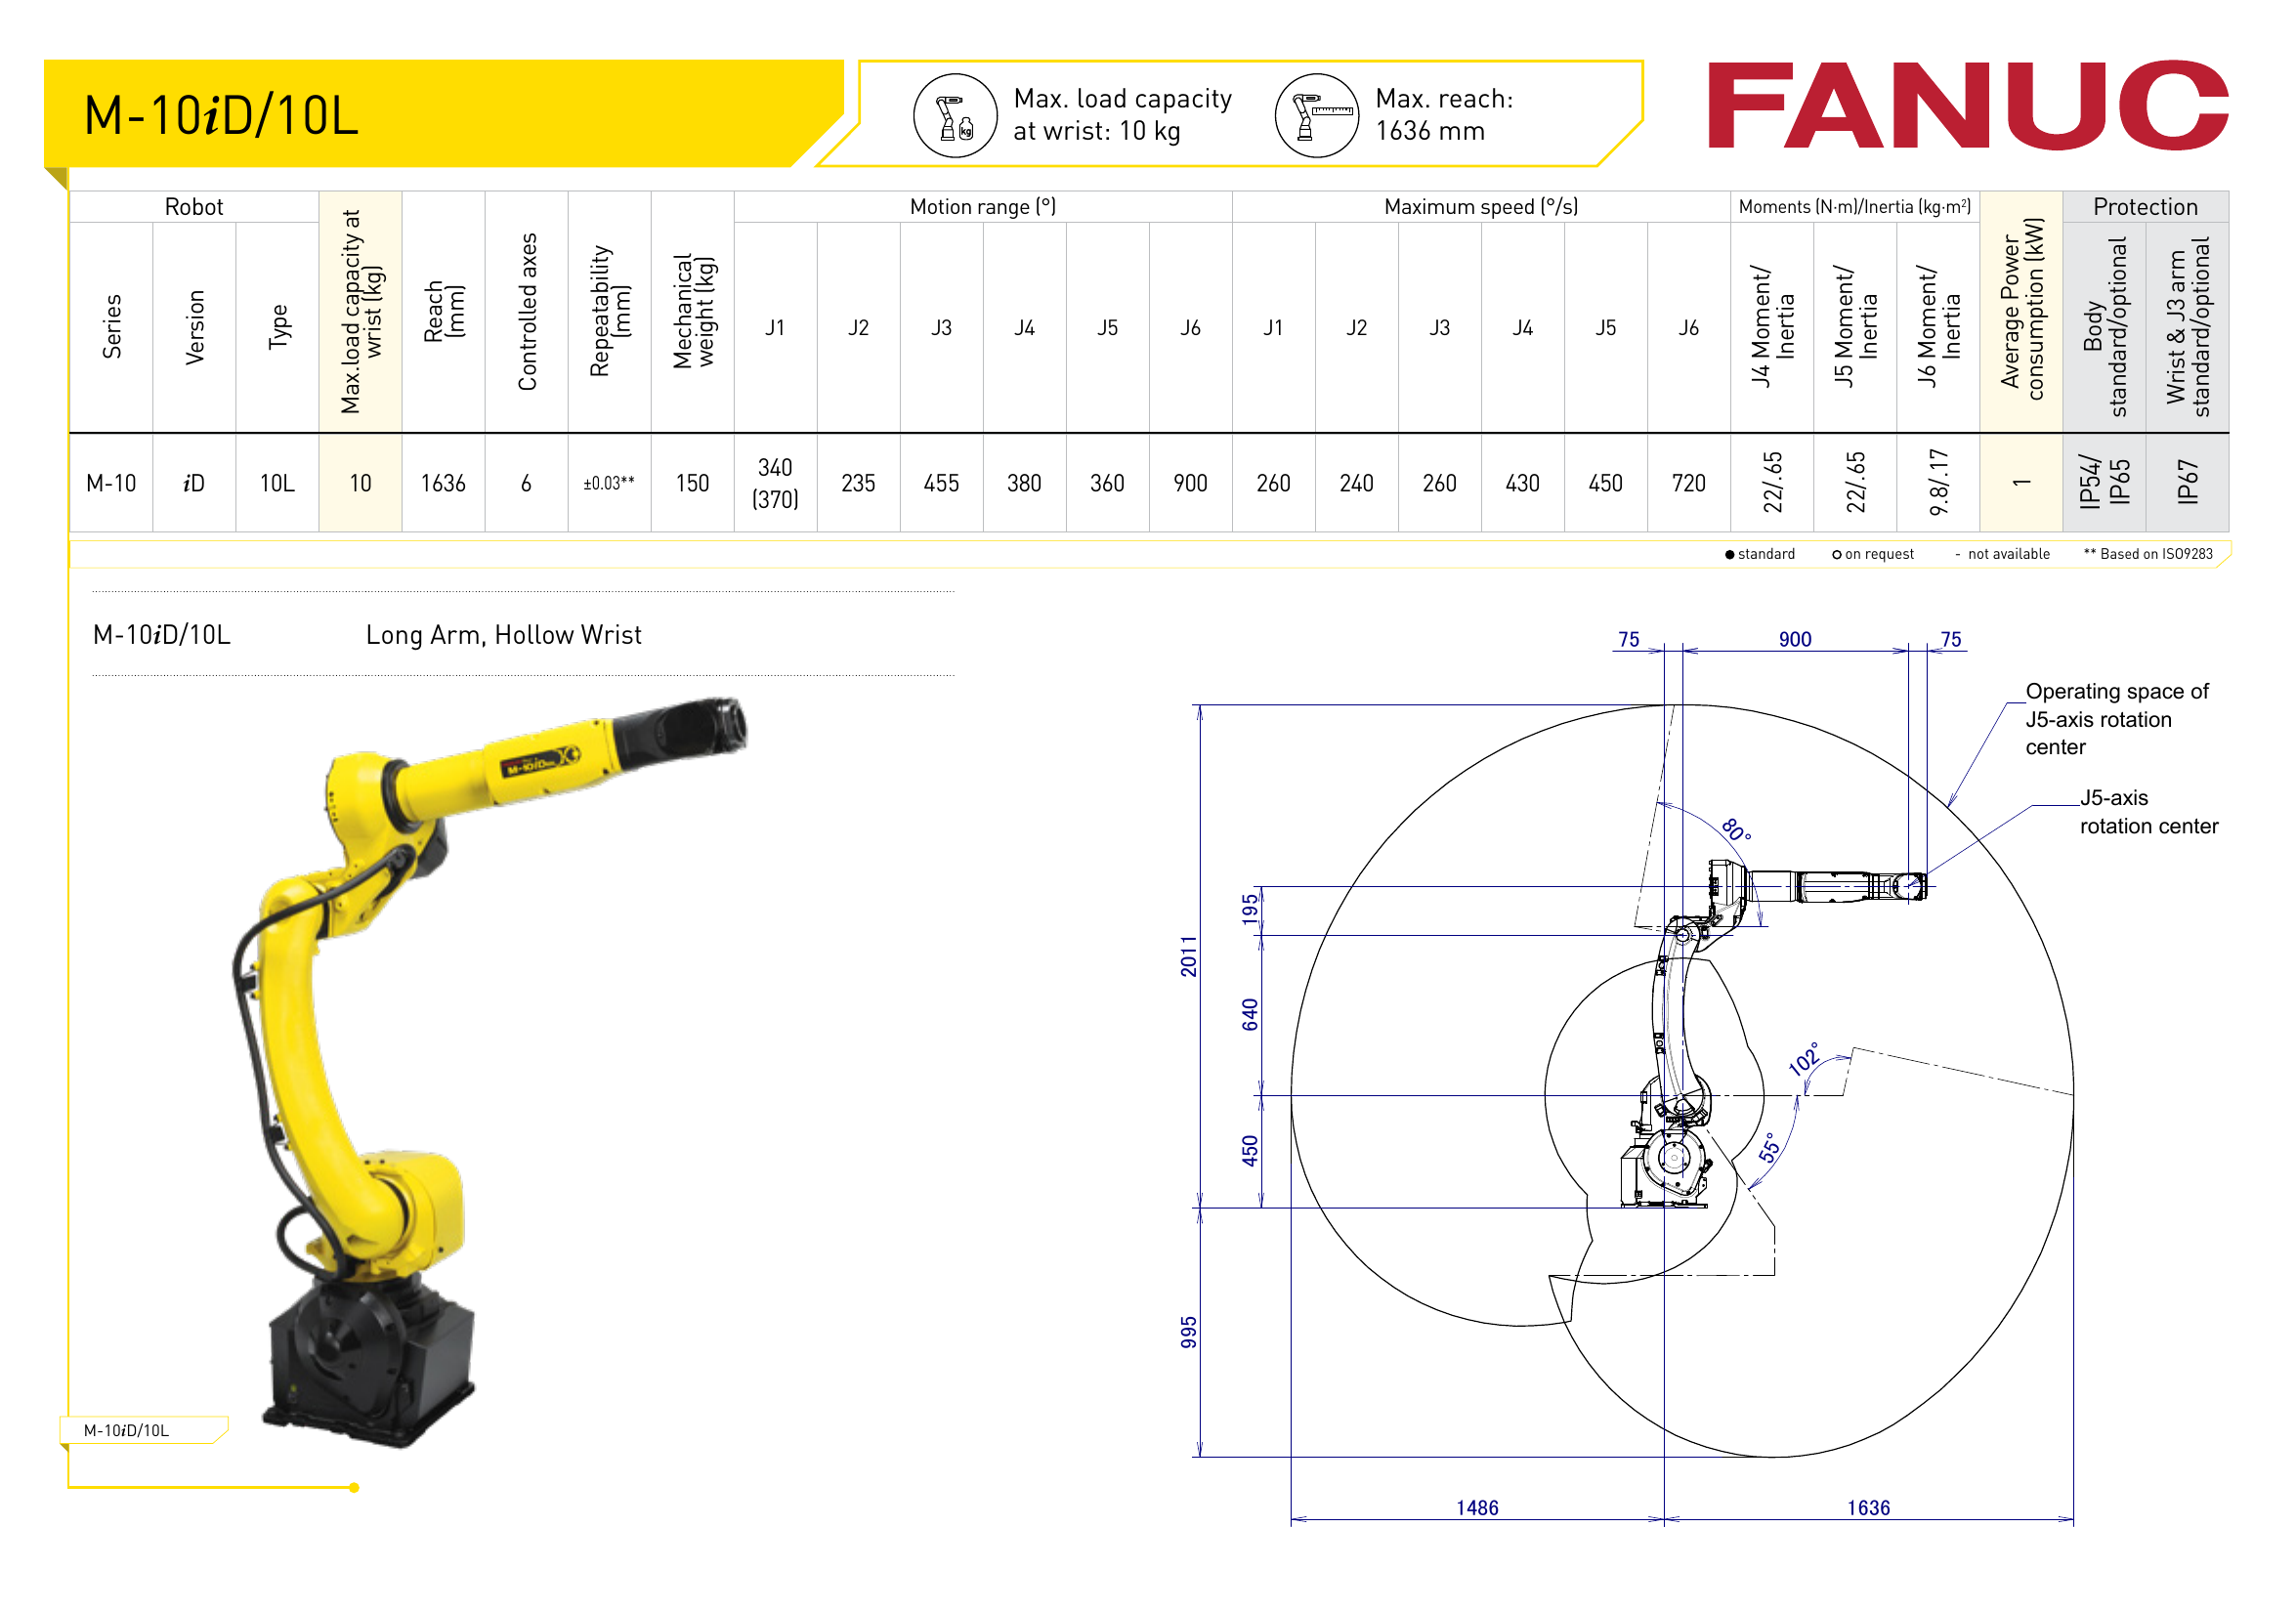 M-10iD/10L
Max. load capacity
at wrist: 10 kg
kg
Max. reach:
1636 mm
FANUC
Robot
Series
Version
Type
Max.load capacity at
wrist (kg)
Reach
(mm)
Controlled axes
Repeatability
(mm)
Mechanical
weight (kg)
Motion range (°)
J1 J2 J3 J4 J5 J6
Maximum speed (°/s)
J1 J2 J3 J4 J5 J6
Moments (N·m)/Inertia (kg·m²)
J4 Moment/
Inertia
J5 Moment/
Inertia
J6 Moment/
Inertia
Average Power
consumption (kW)
Protection
Body
standard/optional
Wrist & J3 arm
standard/optional
M-10 iD 10L 10 1636 6 ±0.03** 150 340 (370) 235 455 380 360 900 260 240 260 430 450 720 22/.65 22/.65 9.8/.17 1 IP54/ IP65 IP67
● standard ○ on request - not available ** Based on ISO9283
M-10iD/10L Long Arm, Hollow Wrist
75 900 75
Operating space of
J5-axis rotation
center
J5-axis
rotation center
80°
195
2011
640
102°
55°
450
995
1486 1636
M-10iD
M-10iD/10L